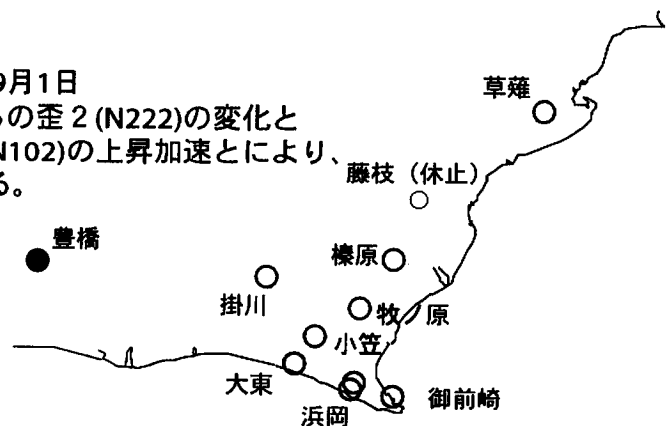 9月1日
の歪2(N222)の変化と
N102)の上昇加速とにより、
る。
草薙
藤枝（休止）
豊橋
榛原
掛川
牧ノ原
小笠
大東
浜岡
御前崎